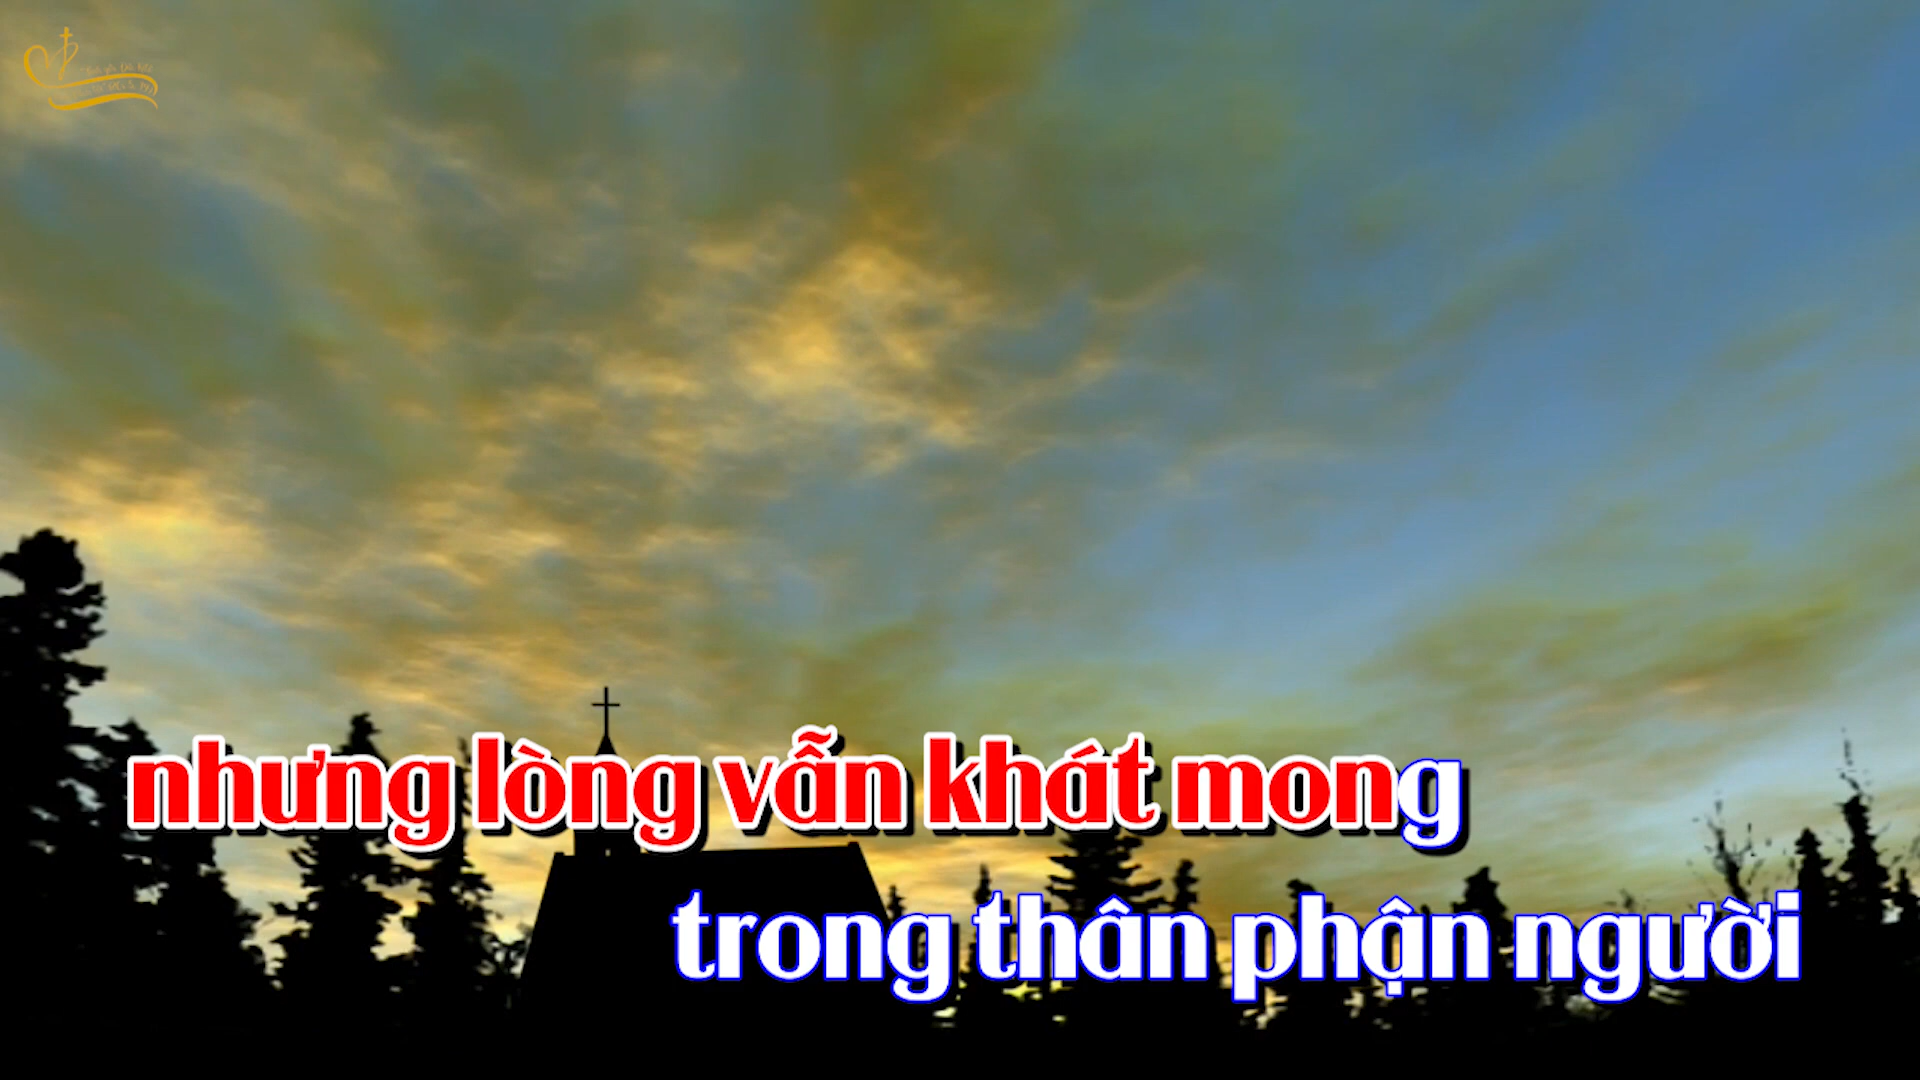 nhưng lòng vẫn khát mong
trong thân phận người